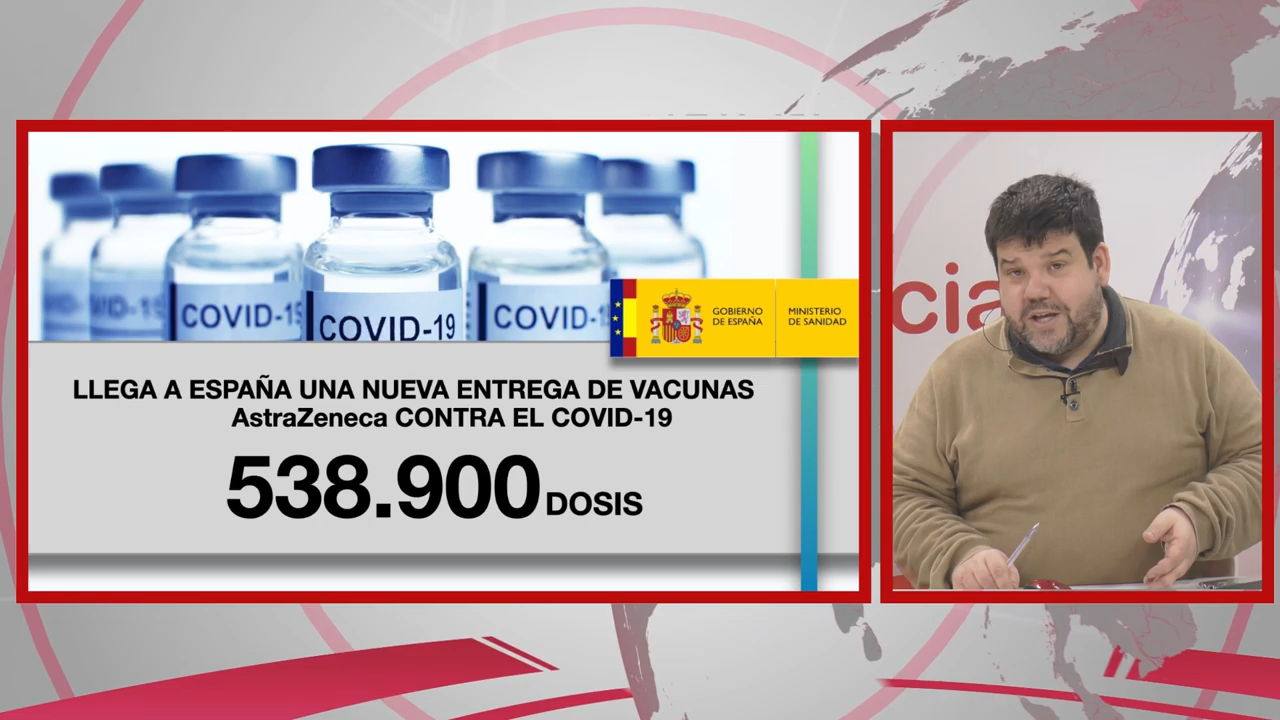 COVID-19
COVID-19
COVID-1
GOBIERNO
DE ESPAÑA
MINISTERIO
DE SANIDAD
LLEGA A ESPAÑA UNA NUEVA ENTREGA DE VACUNAS
AstraZeneca CONTRA EL COVID-19
538.900 DOSIS
cia